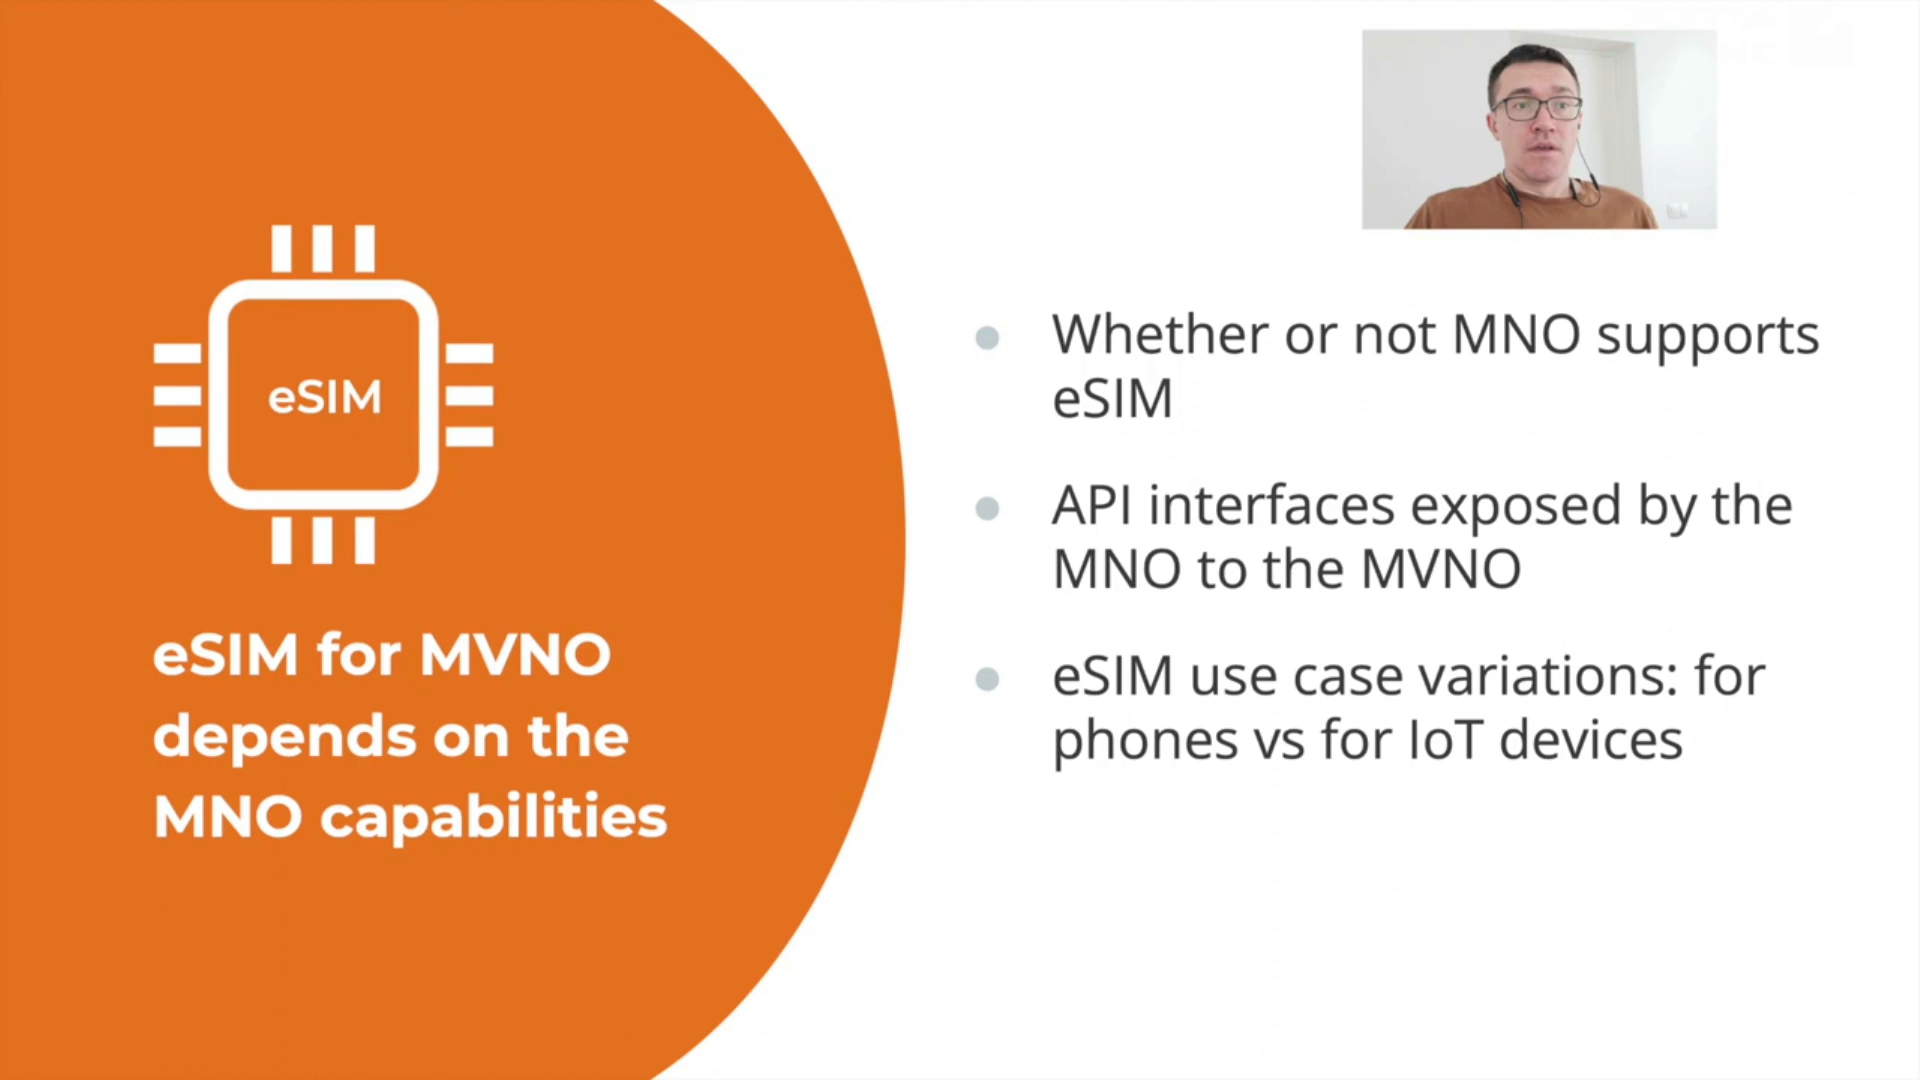 eSIM
eSIM for MVNO
depends on the
MNO capabilities
Whether or not MNO supports
eSIM
API interfaces exposed by the
MNO to the MVNO
eSIM use case variations: for
phones vs for IoT devices